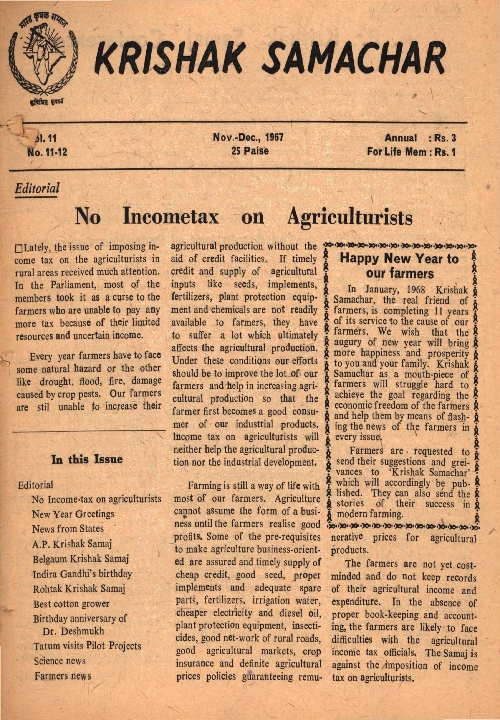 भारत कृषक समाज
KRISHAK SAMACHAR
Vol. 11
No. 11-12
Nov.-Dec., 1967
25 Paise
Annual : Rs. 3
For Life Mem : Rs. 1
Editorial
No Incometax on Agriculturists
□Lately, the issue of imposing in-
come tax on the agriculturists in
rural areas received much attention.
In the Parliament, most of the
members took it as a curse to the
farmers who are unable to pay any
more tax because of their limited
resources and uncertain income.
Every year farmers have to face
some natural hazard or the other
like drought, flood, fire, damage
caused by crop pests. Our farmers
are still unable to increase their
In this Issue
Editorial
No Income-tax on agriculturists
New Year Greetings
News from States
A.P. Krishak Samaj
Belgaum Krishak Samaj
Indira Gandhi's birthday
Rohtak Krishak Samaj
Best cotton grower
Birthday anniversary of
Dr. Deshmukh
Tatum visits Pilot Projects
Science news
Farmers news
agricultural production without the
aid of credit facilities. If timely
credit and supply of agricultural
inputs like seeds, implements,
fertilizers, plant protection equip-
ment and chemicals are not readily
available to farmers, they have
to suffer a lot which ultimately
affects the agricultural production.
Under these conditions our efforts
should be to improve the lot of our
farmers and help in increasing agri-
cultural production so that the
farmer first becomes a good consu-
mer of our industrial products.
Income tax on agriculturists will
neither help the agricultural produc-
tion nor the industrial development.
Farming is still a way of life with
most of our farmers. Agriculture
cannot assume the form of a busi-
ness until the farmers realise good
profits. Some of the pre-requisites
to make agriculture business-orient-
ed are assured and timely supply of
cheap credit, good seed, proper
implements and adequate spare
parts, fertilizers, irrigation water,
cheaper electricity and diesel oil,
plant protection equipment, insecti-
cides, good net-work of rural roads,
good agricultural markets, crop
insurance and definite agricultural
prices policies guaranteeing remu-
Happy New Year to
our farmers
In January, 1968 Krishak
Samachar, the real friend of
farmers, is completing 11 years
of its service to the cause of our
farmers. We wish that the
augury of new year will bring
more happiness and prosperity
to you and your family. Krishak
Samachar as a mouth-piece of
farmers will struggle hard to
achieve the goal regarding the
economic freedom of the farmers
and help them by means of flash-
ing the news of the farmers in
every issue.
Farmers are requested to
send their suggestions and grei-
vances to 'Krishak Samachar'
which will accordingly be pub-
lished. They can also send the
stories of their success in
modern farming.
nerative prices for agricultural
products.
The farmers are not yet cost-
minded and do not keep records
of their agricultural income and
expenditure. In the absence of
proper book-keeping and account-
ing, the farmers are likely to face
difficulties with the agricultural
income tax officials. The Samaj is
against the imposition of income
tax on agriculturists.